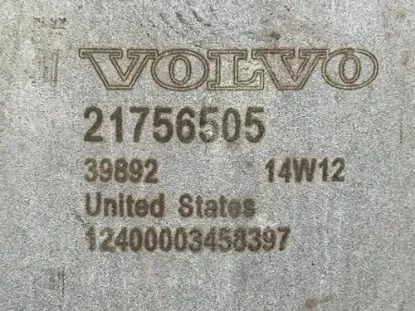 VOLVO
21756505
39892 14W12
United States
12400003458397